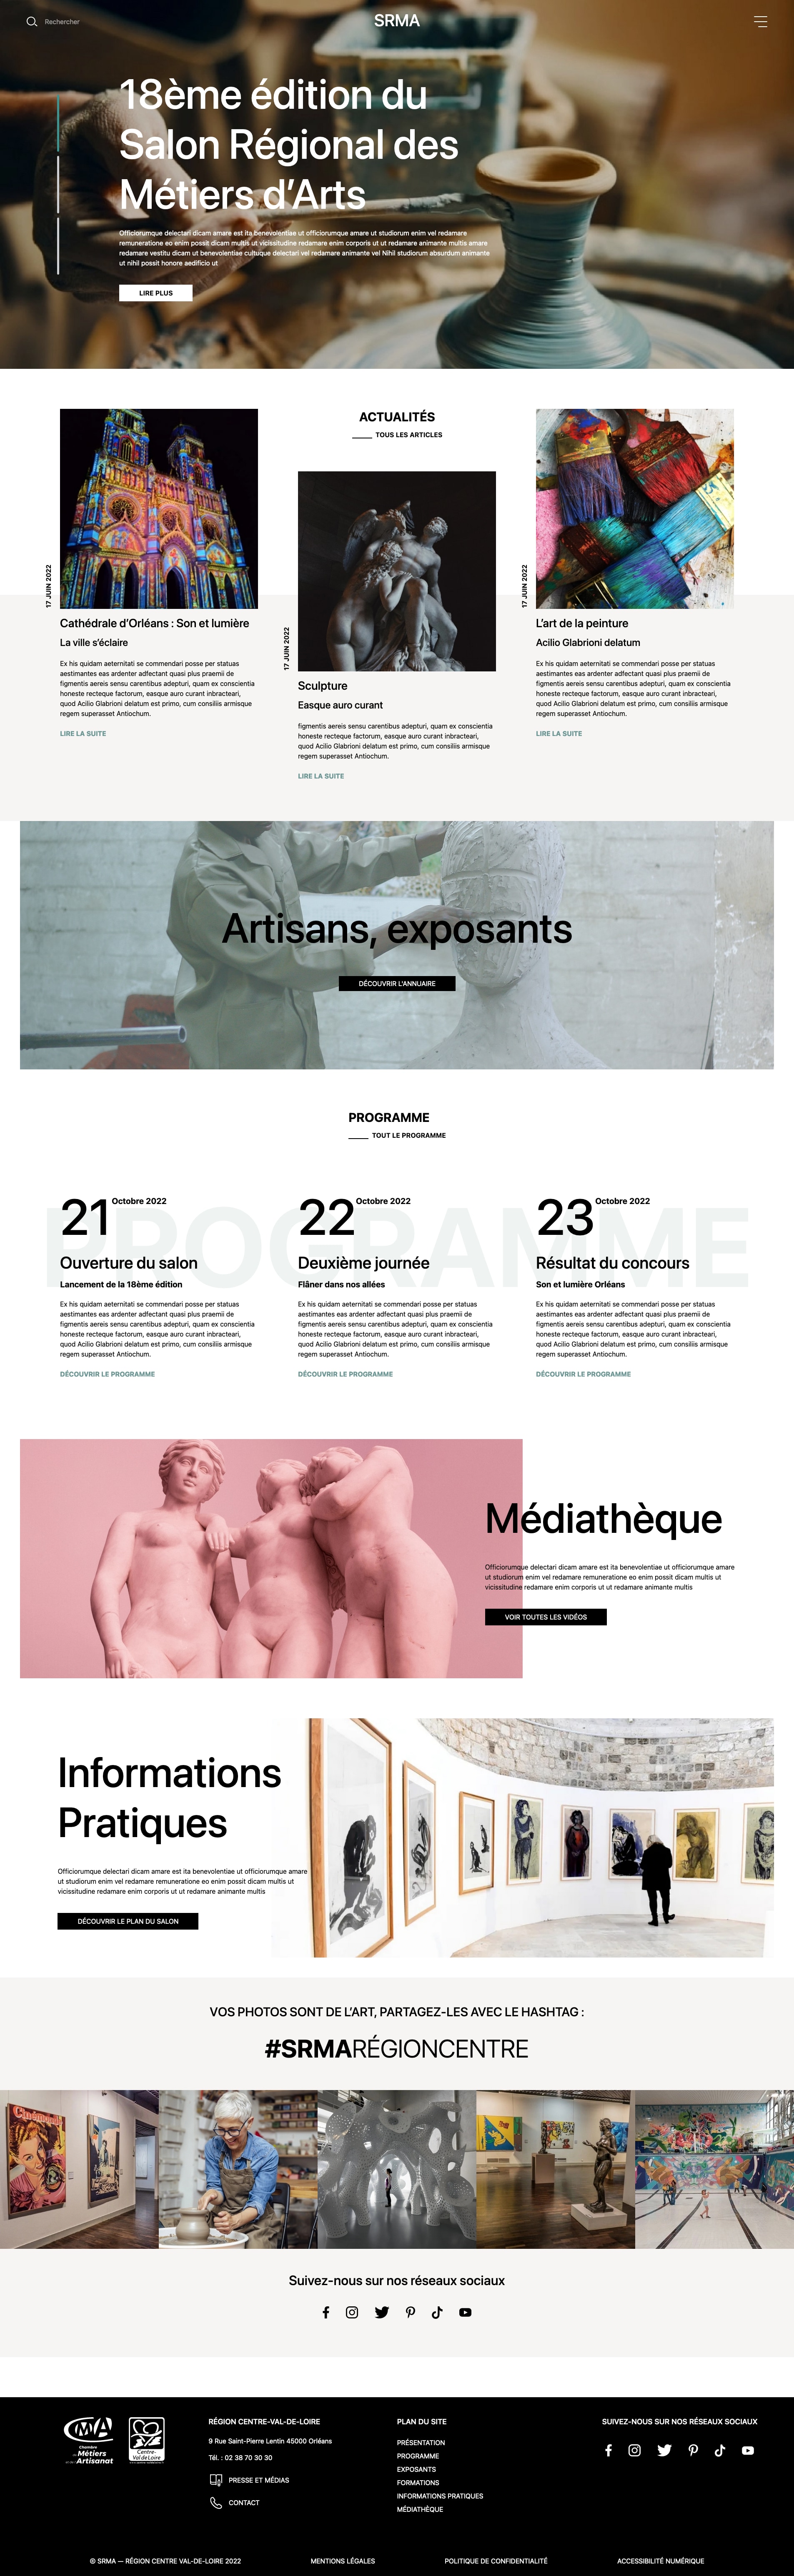 Rechercher
SRMA
18ème édition du
Salon Régional des
Métiers d’Arts
Officiorumque delectari dicam amare est ita benevolentiae ut officiorumque amare ut studiorum enim vel redamare
remuneratione eo enim possit dicam multis ut vicissitudine redamare enim corporis ut ut redamare animante multis amare
redamare vestitu dicam ut benevolentiae cultuque delectari vel redamare animante vel Nihil studiorum absurdum animante
ut nihil possit honore aedificio ut
LIRE PLUS
ACTUALITÉS
TOUS LES ARTICLES
17 JUIN 2022
Cathédrale d’Orléans : Son et lumière
La ville s’éclaire
Ex his quidam aeternitati se commendari posse per statuas
aestimantes eas ardenter adfectant quasi plus praemii de
figmentis aereis sensu carentibus adepturi, quam ex conscientia
honeste recteque factorum, easque auro curant inbracteari,
quod Acilio Glabrioni delatum est primo, cum consiliis armisque
regem superasset Antiochum.
LIRE LA SUITE
17 JUIN 2022
Sculpture
Easque auro curant
figmentis aereis sensu carentibus adepturi, quam ex conscientia
honeste recteque factorum, easque auro curant inbracteari,
quod Acilio Glabrioni delatum est primo, cum consiliis armisque
regem superasset Antiochum.
LIRE LA SUITE
17 JUIN 2022
L’art de la peinture
Acilio Glabrioni delatum
Ex his quidam aeternitati se commendari posse per statuas
aestimantes eas ardenter adfectant quasi plus praemii de
figmentis aereis sensu carentibus adepturi, quam ex conscientia
honeste recteque factorum, easque auro curant inbracteari,
quod Acilio Glabrioni delatum est primo, cum consiliis armisque
regem superasset Antiochum.
LIRE LA SUITE
Artisans, exposants
DÉCOUVRIR L'ANNUAIRE
PROGRAMME
TOUT LE PROGRAMME
PROGRAMME
21 Octobre 2022
Ouverture du salon
Lancement de la 18ème édition
Ex his quidam aeternitati se commendari posse per statuas
aestimantes eas ardenter adfectant quasi plus praemii de
figmentis aereis sensu carentibus adepturi, quam ex conscientia
honeste recteque factorum, easque auro curant inbracteari,
quod Acilio Glabrioni delatum est primo, cum consiliis armisque
regem superasset Antiochum.
DÉCOUVRIR LE PROGRAMME
22 Octobre 2022
Deuxième journée
Flâner dans nos allées
Ex his quidam aeternitati se commendari posse per statuas
aestimantes eas ardenter adfectant quasi plus praemii de
figmentis aereis sensu carentibus adepturi, quam ex conscientia
honeste recteque factorum, easque auro curant inbracteari,
quod Acilio Glabrioni delatum est primo, cum consiliis armisque
regem superasset Antiochum.
DÉCOUVRIR LE PROGRAMME
23 Octobre 2022
Résultat du concours
Son et lumière Orléans
Ex his quidam aeternitati se commendari posse per statuas
aestimantes eas ardenter adfectant quasi plus praemii de
figmentis aereis sensu carentibus adepturi, quam ex conscientia
honeste recteque factorum, easque auro curant inbracteari,
quod Acilio Glabrioni delatum est primo, cum consiliis armisque
regem superasset Antiochum.
DÉCOUVRIR LE PROGRAMME
Médiathèque
Officiorumque delectari dicam amare est ita benevolentiae ut officiorumque amare
ut studiorum enim vel redamare remuneratione eo enim possit dicam multis ut
vicissitudine redamare enim corporis ut ut redamare animante multis
VOIR TOUTES LES VIDÉOS
Informations
Pratiques
Officiorumque delectari dicam amare est ita benevolentiae ut officiorumque amare
ut studiorum enim vel redamare remuneratione eo enim possit dicam multis ut
vicissitudine redamare enim corporis ut ut redamare animante multis
DÉCOUVRIR LE PLAN DU SALON
VOS PHOTOS SONT DE L’ART, PARTAGEZ-LES AVEC LE HASHTAG :
#SRMARÉGIONCENTRE
Suivez-nous sur nos réseaux sociaux
CMA
Chambre
de Métiers
Artisanat
Centre-
Val de Loire
RÉGION CENTRE-VAL-DE-LOIRE
9 Rue Saint-Pierre Lentin 45000 Orléans
Tél. : 02 38 70 30 30
PRESSE ET MÉDIAS
CONTACT
PLAN DU SITE
PRÉSENTATION
PROGRAMME
EXPOSANTS
FORMATIONS
INFORMATIONS PRATIQUES
MÉDIATHÈQUE
SUIVEZ-NOUS SUR NOS RÉSEAUX SOCIAUX
© SRMA — RÉGION CENTRE VAL-DE-LOIRE 2022
MENTIONS LÉGALES
POLITIQUE DE CONFIDENTIALITÉ
ACCESSIBILITÉ NUMÉRIQUE